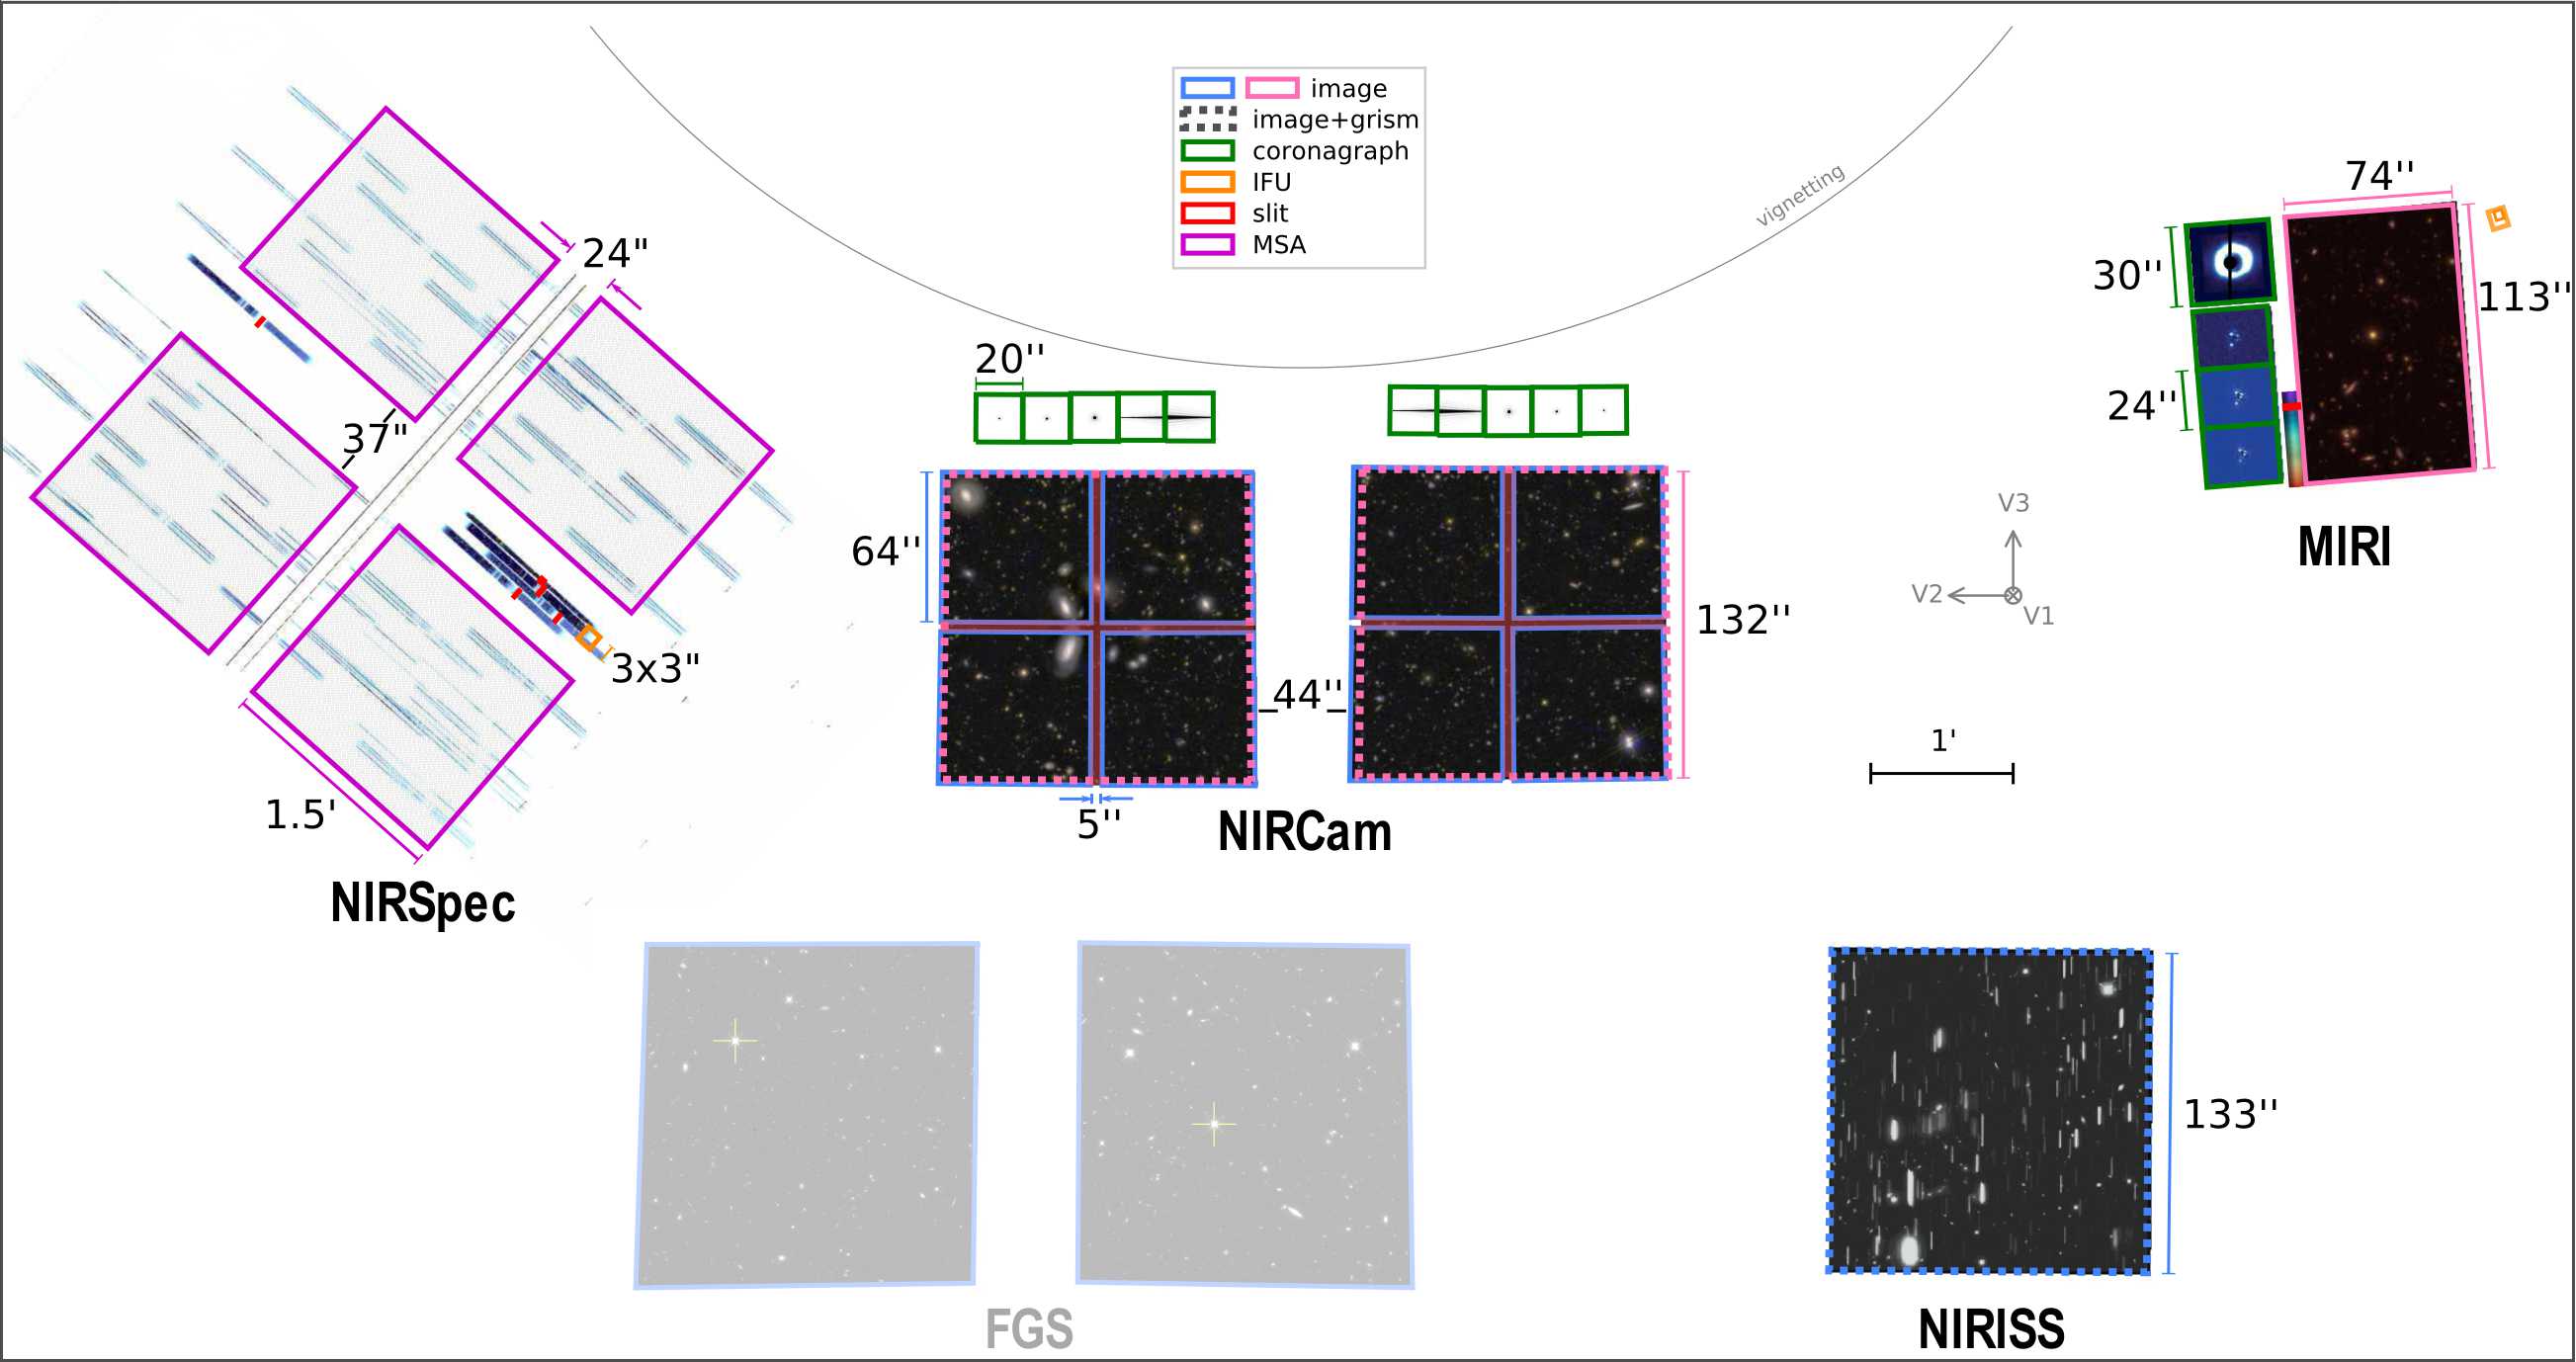 image
image+grism
coronagraph
IFU
slit
MSA
vignetting
24"
37"
3x3"
1.5'
NIRSpec
20''
64''
_44''_
132''
5''
NIRCam
74''
30''
113''
24''
MIRI
V3
V2
V1
1'
FGS
133''
NIRISS